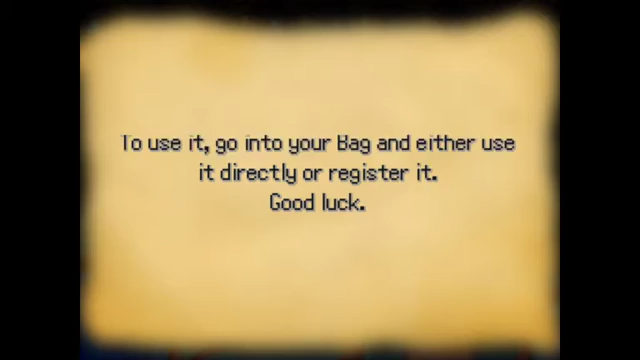 To use it, go into your Bag and either use
it directly or register it.
Good luck.